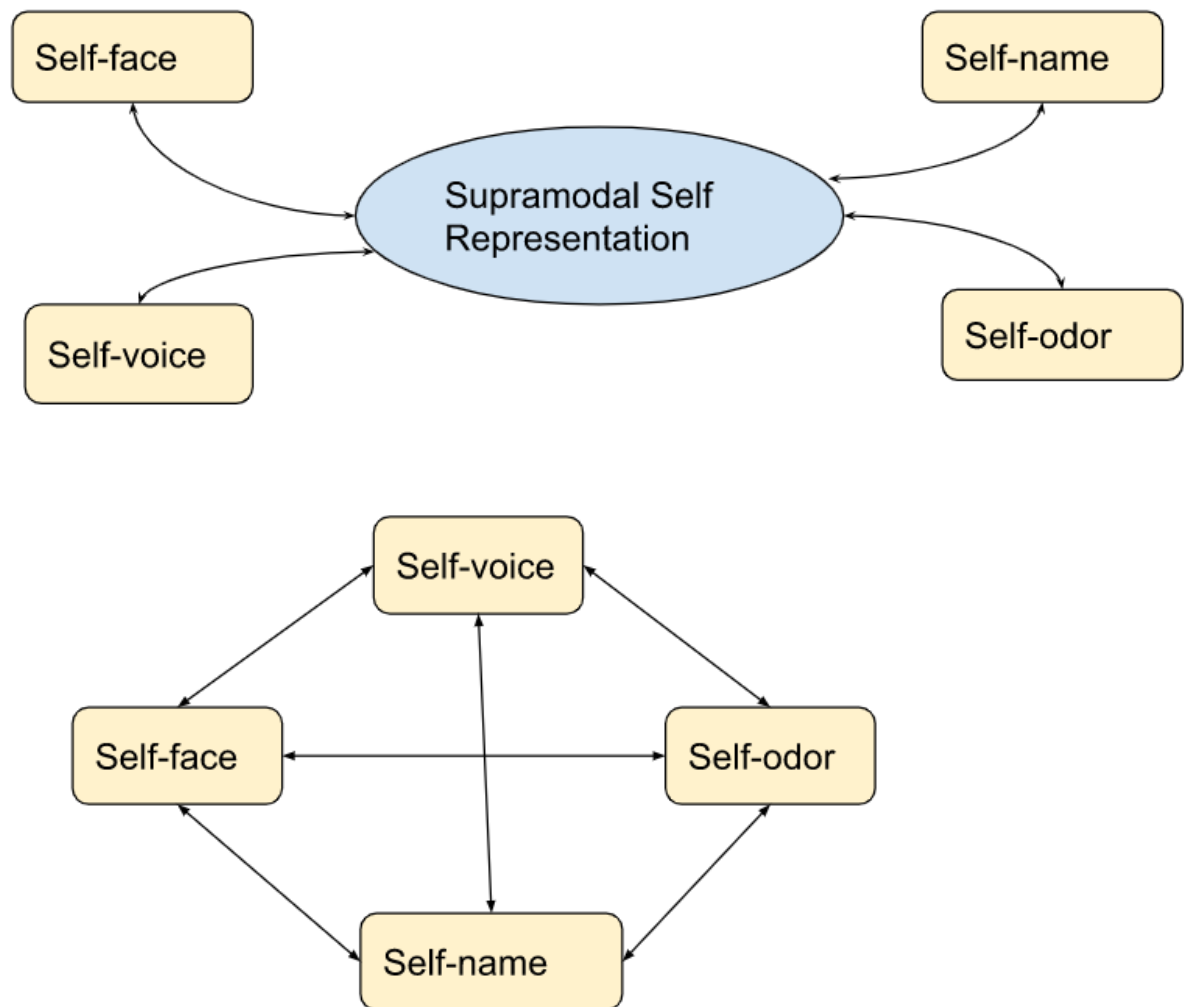 Self-face
Self-name
Supramodal Self
Representation
Self-voice
Self-odor
Self-voice
Self-face
Self-odor
Self-name